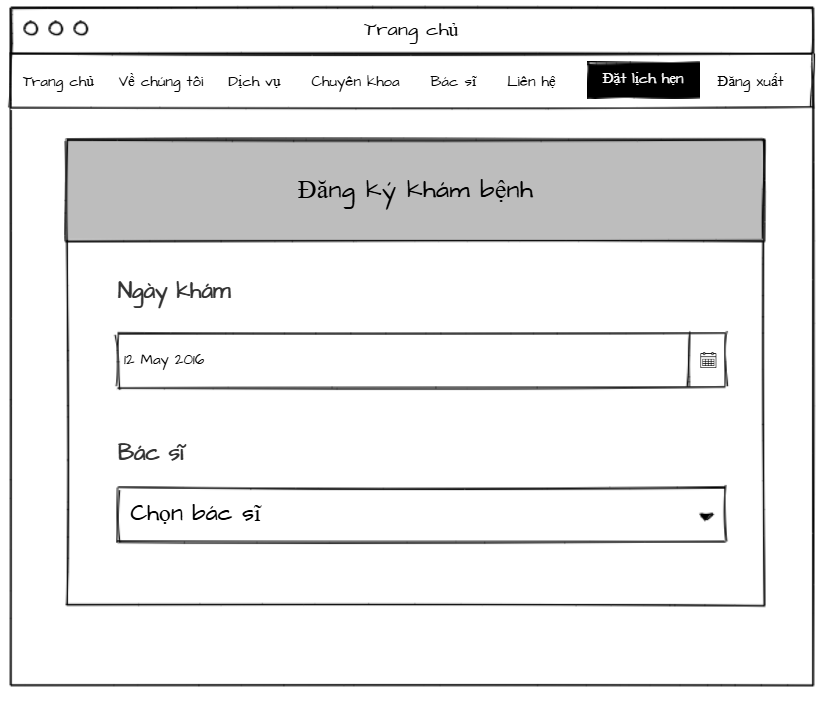 Trang chủ
Trang chủ Về chúng tôi Dịch vụ Chuyên khoa Bác sĩ Liên hệ Đặt lịch hẹn Đăng xuất
Đăng ký khám bệnh
Ngày khám
12 May 2016
Bác sĩ
Chọn bác sĩ